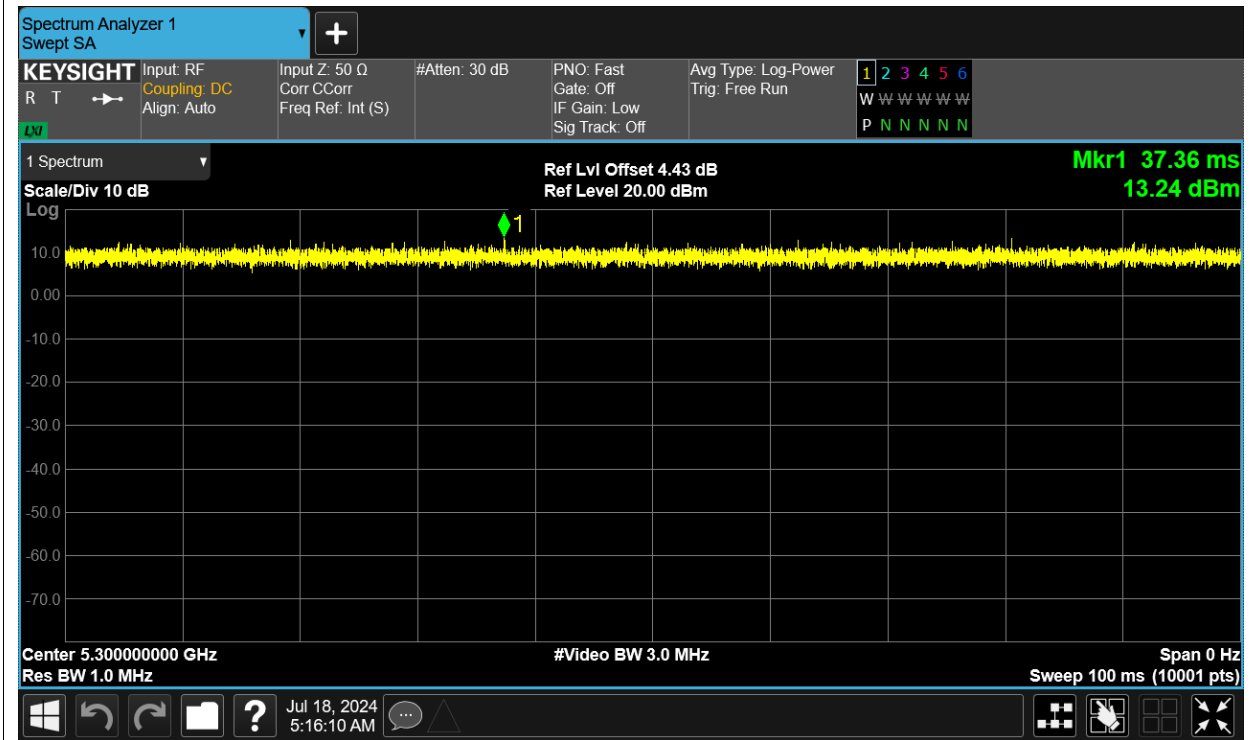 Spectrum Analyzer 1
Swept SA
+
KEYSIGHT
R T
LXI
Input: RF
Coupling: DC
Align: Auto
Input Z: 50 Ω
Corr CCorr
Freq Ref: Int (S)
#Atten: 30 dB
PNO: Fast
Gate: Off
IF Gain: Low
Sig Track: Off
Avg Type: Log-Power
Trig: Free Run
1 2 3 4 5 6
W W W W W W
P N N N N N
1 Spectrum
Scale/Div 10 dB
Log
Ref Lvl Offset 4.43 dB
Ref Level 20.00 dBm
Mkr1 37.36 ms
13.24 dBm
1
10.0
0.00
-10.0
-20.0
-30.0
-40.0
-50.0
-60.0
-70.0
Center 5.300000000 GHz
Res BW 1.0 MHz
#Video BW 3.0 MHz
Span 0 Hz
Sweep 100 ms (10001 pts)
?
Jul 18, 2024
5:16:10 AM